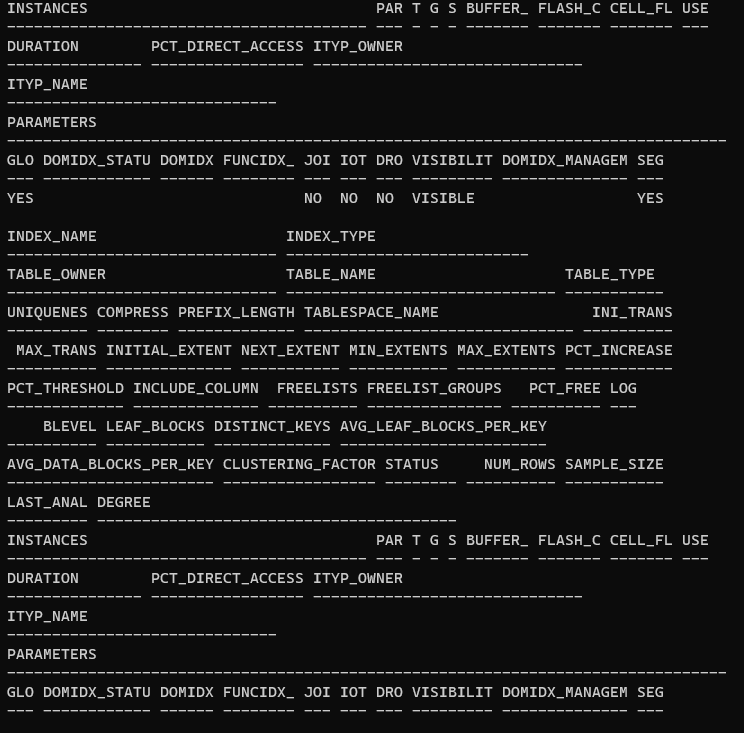 INSTANCES                                PAR T G S BUFFER_ FLASH_C CELL_FL USE
---------------------------------------- --- - - - ------- ------- ------- ---
DURATION        PCT_DIRECT_ACCESS ITYP_OWNER
--------------- ----------------- ------------------------------
ITYP_NAME
------------------------------
PARAMETERS
--------------------------------------------------------------------------------
GLO DOMIDX_STATU DOMIDX FUNCIDX_ JOI IOT DRO VISIBILIT DOMIDX_MANAGEM SEG
--- ------------ ------ -------- --- --- --- --------- -------------- ---
YES                              NO  NO  NO  VISIBLE                  YES

INDEX_NAME                     INDEX_TYPE
------------------------------ ---------------------------
TABLE_OWNER                    TABLE_NAME                     TABLE_TYPE
------------------------------ ------------------------------ -----------
UNIQUENES COMPRESS PREFIX_LENGTH TABLESPACE_NAME                 INI_TRANS
--------- -------- ------------- ------------------------------ ----------
 MAX_TRANS INITIAL_EXTENT NEXT_EXTENT MIN_EXTENTS MAX_EXTENTS PCT_INCREASE
---------- -------------- ----------- ----------- ----------- ------------
PCT_THRESHOLD INCLUDE_COLUMN  FREELISTS FREELIST_GROUPS   PCT_FREE LOG
------------- -------------- ---------- --------------- ---------- ---
    BLEVEL LEAF_BLOCKS DISTINCT_KEYS AVG_LEAF_BLOCKS_PER_KEY
---------- ----------- ------------- -----------------------
AVG_DATA_BLOCKS_PER_KEY CLUSTERING_FACTOR STATUS     NUM_ROWS SAMPLE_SIZE
----------------------- ----------------- -------- ---------- -----------
LAST_ANAL DEGREE
--------- ----------------------------------------
INSTANCES                                PAR T G S BUFFER_ FLASH_C CELL_FL USE
---------------------------------------- --- - - - ------- ------- ------- ---
DURATION        PCT_DIRECT_ACCESS ITYP_OWNER
--------------- ----------------- ------------------------------
ITYP_NAME
------------------------------
PARAMETERS
--------------------------------------------------------------------------------
GLO DOMIDX_STATU DOMIDX FUNCIDX_ JOI IOT DRO VISIBILIT DOMIDX_MANAGEM SEG
--- ------------ ------ -------- --- --- --- --------- -------------- ---